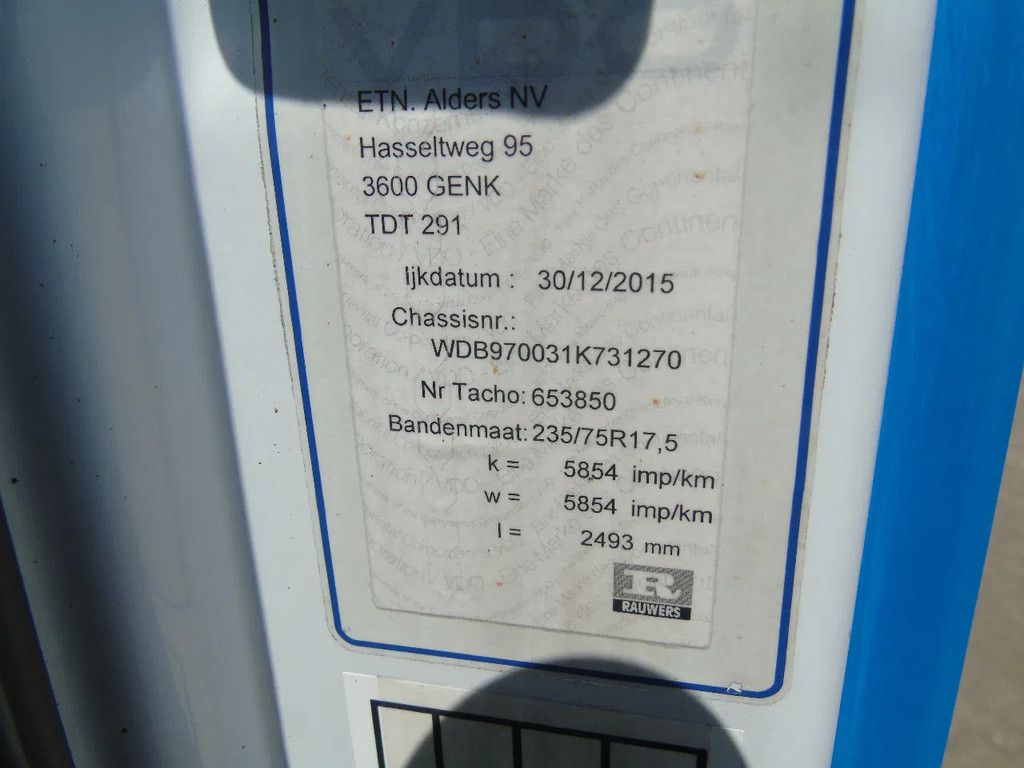 VDO
ETN. Alders NV
Hasseltweg 95
3600 GENK
TDT 291
Ijkdatum : 30/12/2015
Chassisnr.:
WDB970031K731270
Nr Tacho: 653850
Bandenmaat: 235/75R17,5
k = 5854 imp/km
w = 5854 imp/km
l = 2493 mm
R
RAUWERS